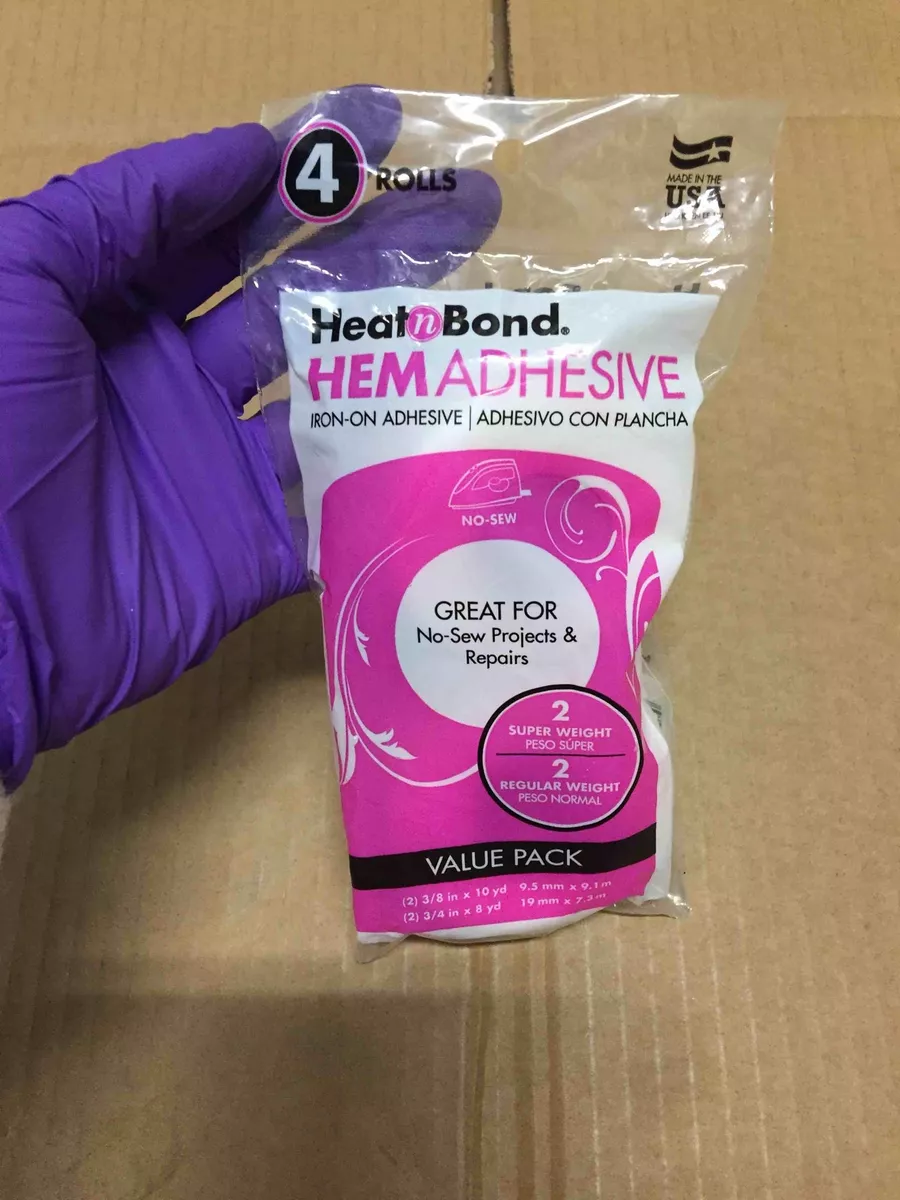 4 ROLLS
MADE IN THE
USA
HeatnBond®
HEM ADHESIVE
IRON-ON ADHESIVE | ADHESIVO CON PLANCHA
NO-SEW
GREAT FOR
No-Sew Projects &
Repairs
2
SUPER WEIGHT
PESO SÚPER
2
REGULAR WEIGHT
PESO NORMAL
VALUE PACK
(2) 3/8 in x 10 yd 9.5 mm x 9.1 m
(2) 3/4 in x 8 yd 19 mm x 7.3 m